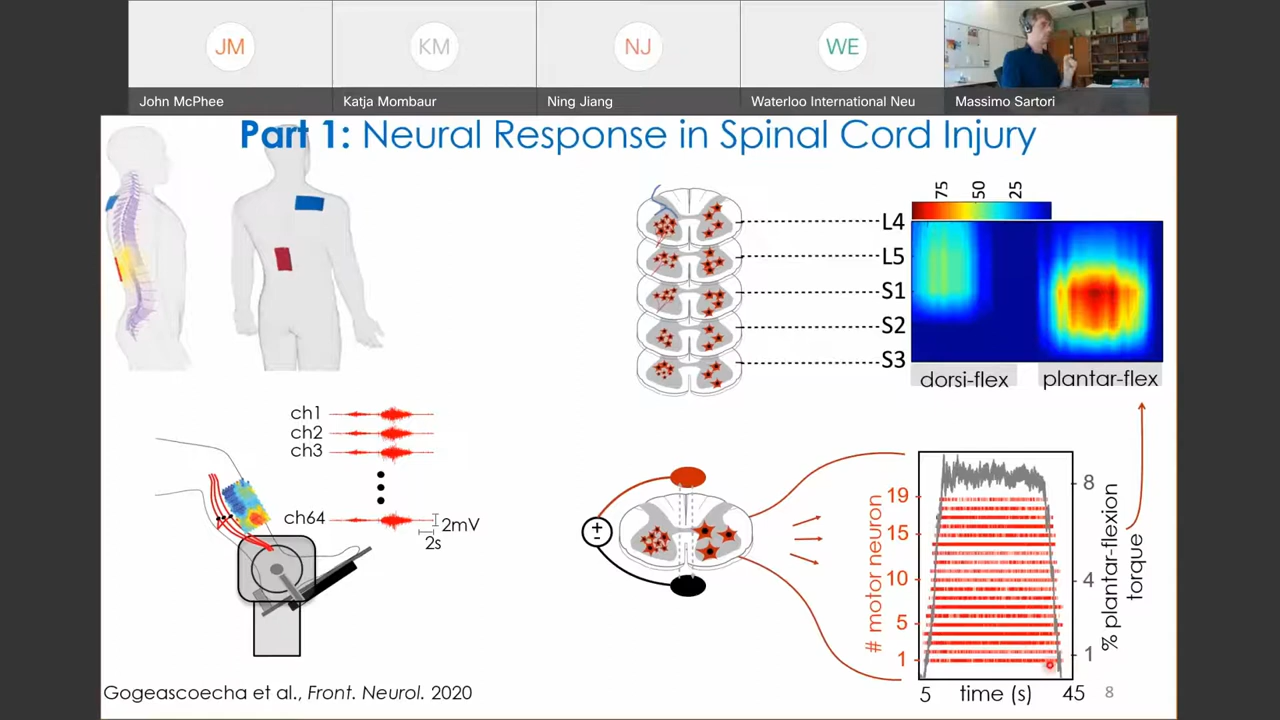 JM
KM
NJ
WE
John McPhee
Katja Mombaur
Ning Jiang
Waterloo International Neu
Massimo Sartori
Part 1: Neural Response in Spinal Cord Injury
75 50 25
L4
L5
S1
S2
S3
dorsi-flex plantar-flex
ch1
ch2
ch3
ch64
2mV
2s
+
-
# motor neuron
19
15
10
5
1
8
4
1
% plantar-flexion
torque
5 time (s) 45
8
Gogeascoecha et al., Front. Neurol. 2020